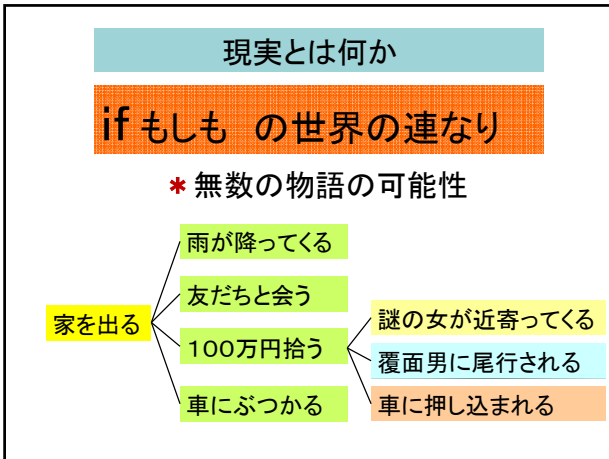 現実とは何か
if もしも の世界の連なり
* 無数の物語の可能性
雨が降ってくる
友だちと会う
家を出る
100万円拾う
車にぶつかる
謎の女が近寄ってくる
覆面男に尾行される
車に押し込まれる